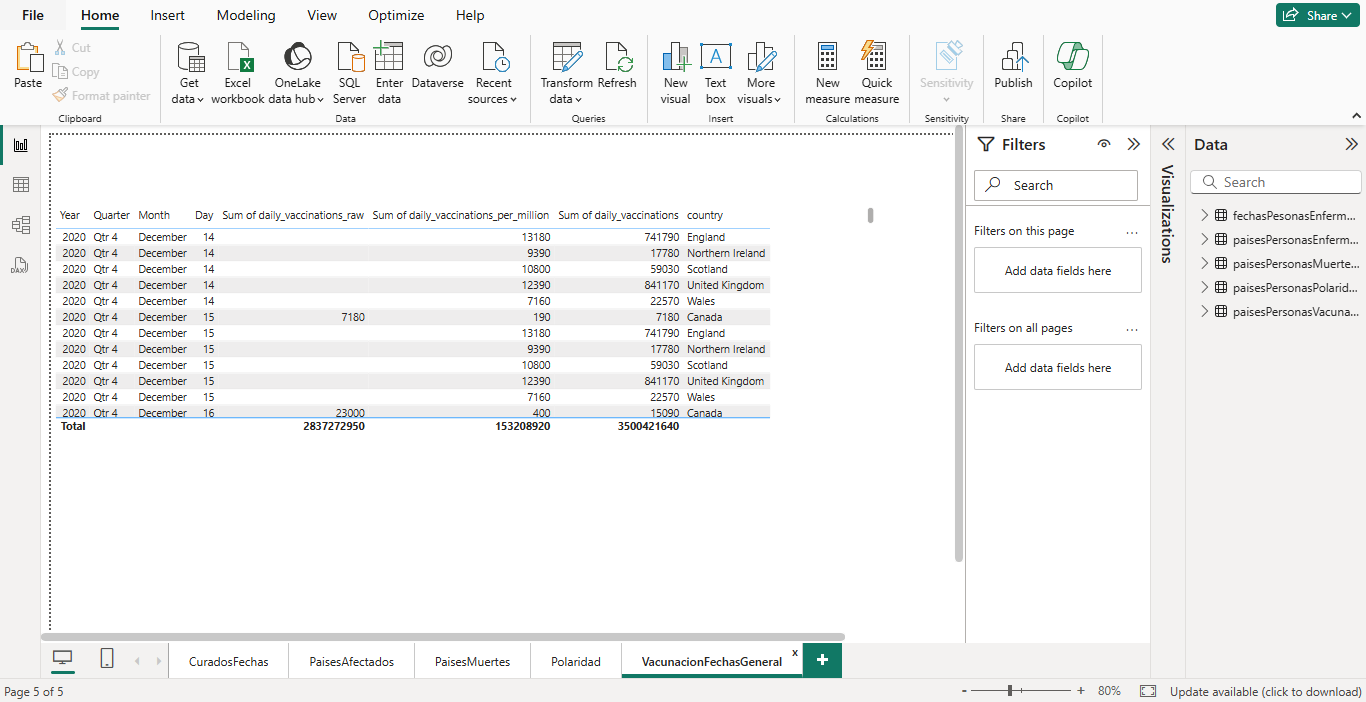 File Home Insert Modeling View Optimize Help Share
Paste Cut Copy Format painter
Clipboard
Get data Excel workbook OneLake data hub SQL Server Enter data Dataverse Recent sources
Data
Transform data Refresh
Queries
New visual Text box More visuals
Insert
New measure Quick measure
Calculations
Sensitivity
Sensitivity
Publish
Share
Copilot
Copilot
Year Quarter Month Day Sum of daily_vaccinations_raw Sum of daily_vaccinations_per_million Sum of daily_vaccinations country
2020 Qtr 4 December 14 13180 741790 England
2020 Qtr 4 December 14 9390 17780 Northern Ireland
2020 Qtr 4 December 14 10800 59030 Scotland
2020 Qtr 4 December 14 12390 841170 United Kingdom
2020 Qtr 4 December 14 7160 22570 Wales
2020 Qtr 4 December 15 7180 190 7180 Canada
2020 Qtr 4 December 15 13180 741790 England
2020 Qtr 4 December 15 9390 17780 Northern Ireland
2020 Qtr 4 December 15 10800 59030 Scotland
2020 Qtr 4 December 15 12390 841170 United Kingdom
2020 Qtr 4 December 15 7160 22570 Wales
2020 Qtr 4 December 16 23000 400 15090 Canada
Total 2837272950 153208920 3500421640
Filters
Search
Filters on this page ...
Add data fields here
Filters on all pages ...
Add data fields here
Visualizations
Data
Search
fechasPesonasEnferm...
paisesPersonasEnferm...
paisesPersonasMuerte...
paisesPersonasPolarid...
paisesPersonasVacuna...
CuradosFechas PaisesAfectados PaisesMuertes Polaridad VacunacionFechasGeneral x +
Page 5 of 5 - + 80% Update available (click to download)